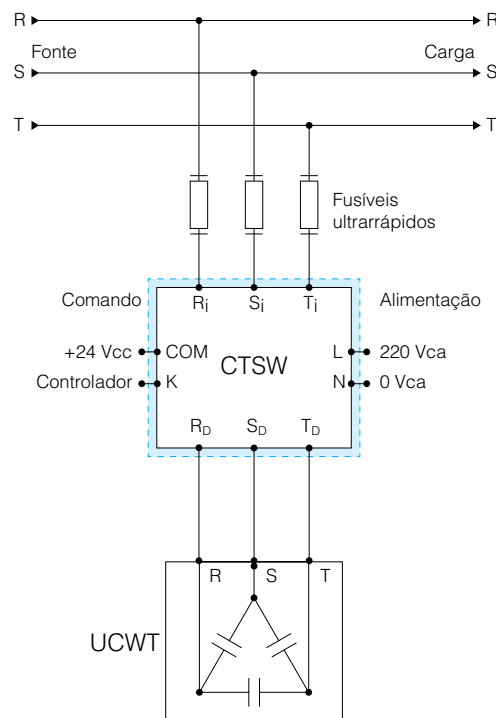 R R
Fonte Carga
S S
T T
Fusíveis
ultrarrápidos
Comando Ri Si Ti Alimentação
+24 Vcc COM L 220 Vca
CTSW
Controlador K N 0 Vca
RD SD TD
R S T
UCWT